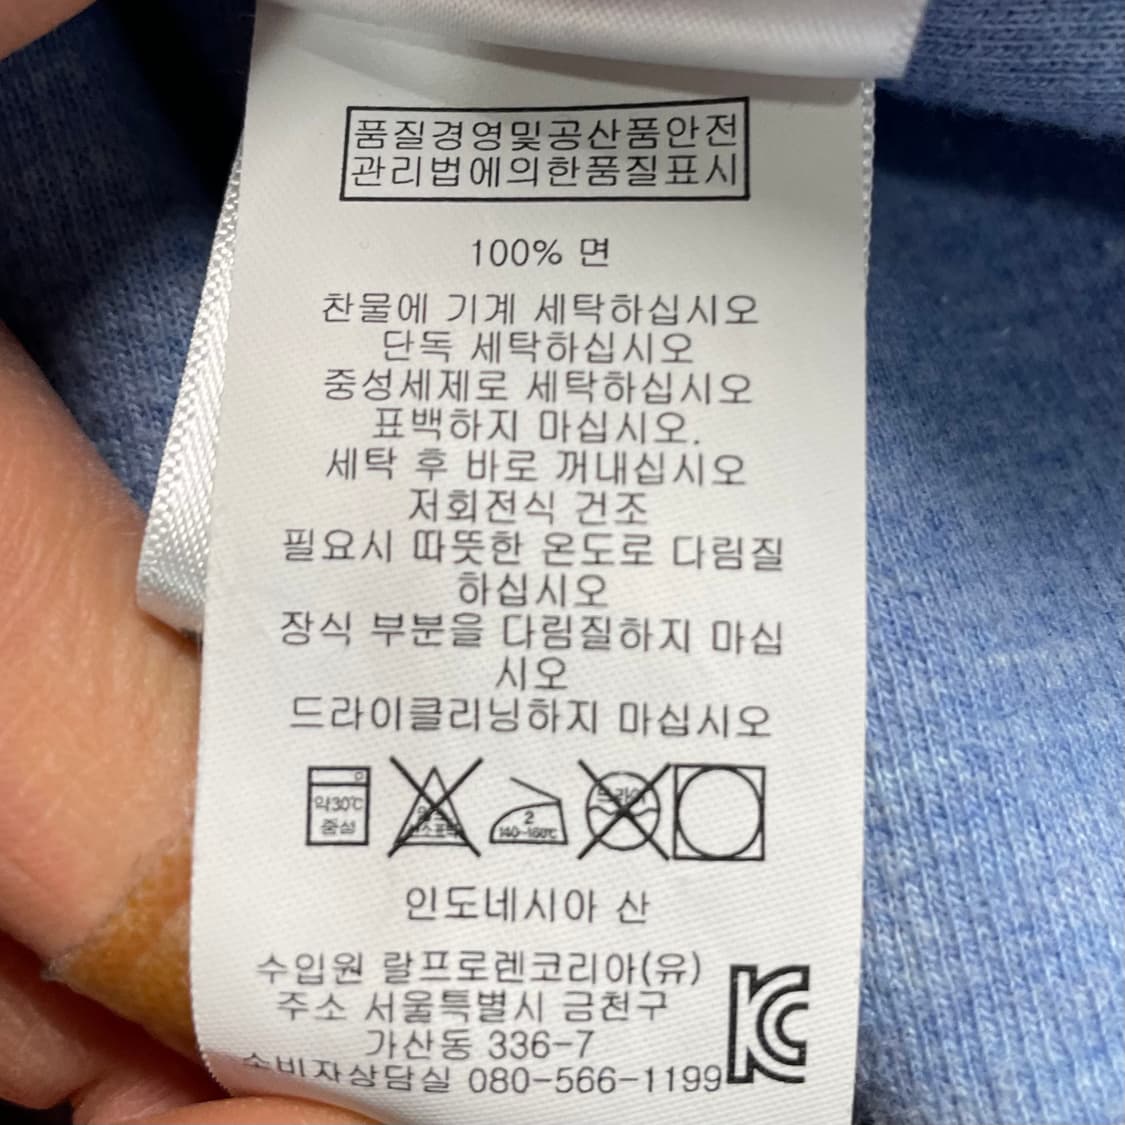 품질경영및공산품안전
관리법에의한품질표시
100% 면
찬물에 기계 세탁하십시오
단독 세탁하십시오
중성세제로 세탁하십시오
표백하지 마십시오.
세탁 후 바로 꺼내십시오
저회전식 건조
필요시 따뜻한 온도로 다림질
하십시오
장식 부분을 다림질하지 마십
시오
드라이클리닝하지 마십시오
약30℃
중성
2
140~160℃
드라이
인도네시아 산
수입원 랄프로렌코리아(유)
주소 서울특별시 금천구
가산동 336-7
소비자상담실 080-566-1199
KC